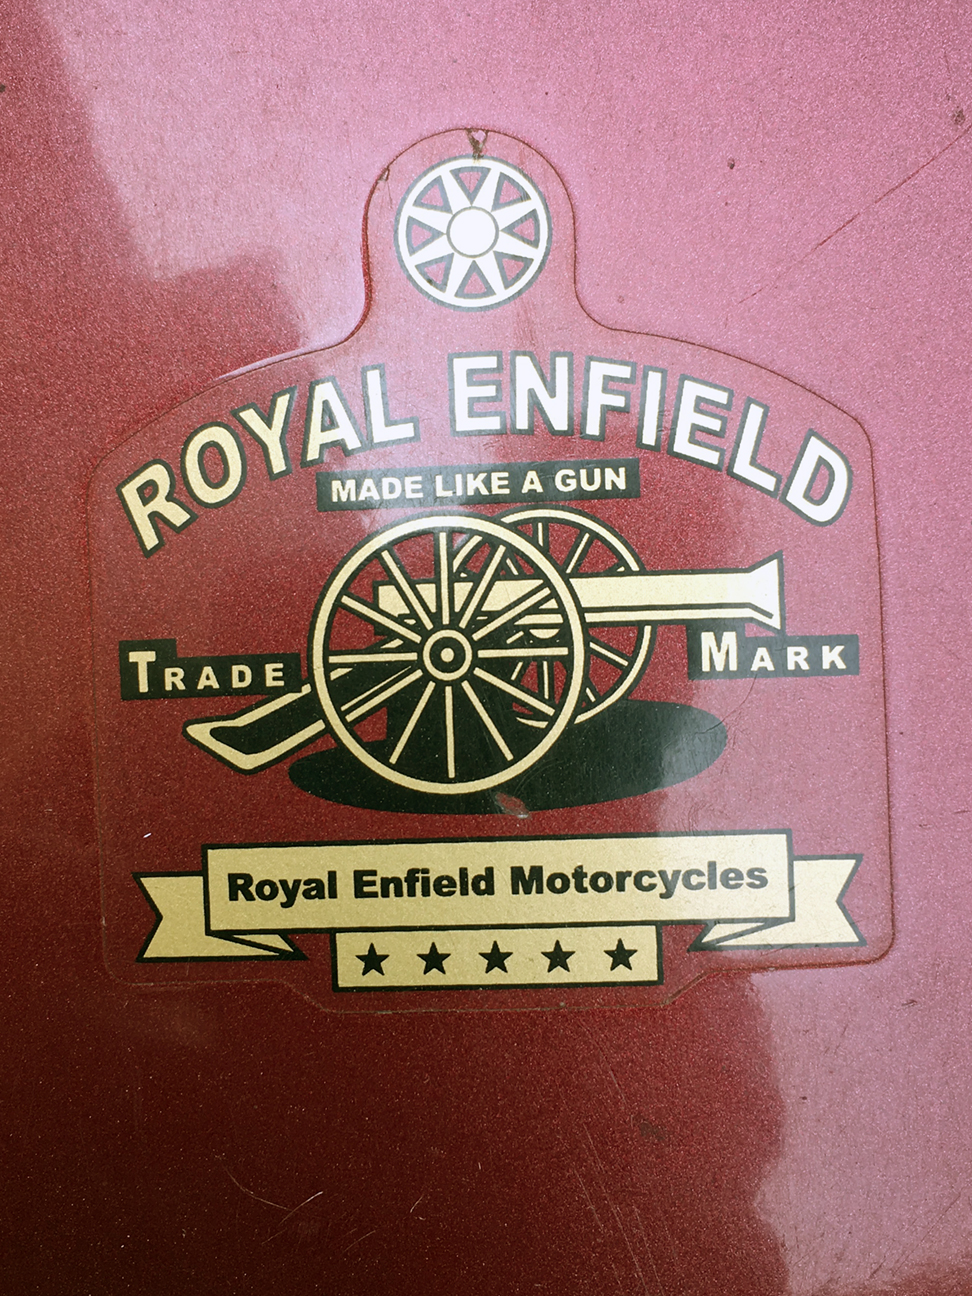 ROYAL ENFIELD
MADE LIKE A GUN
TRADE MARK
Royal Enfield Motorcycles